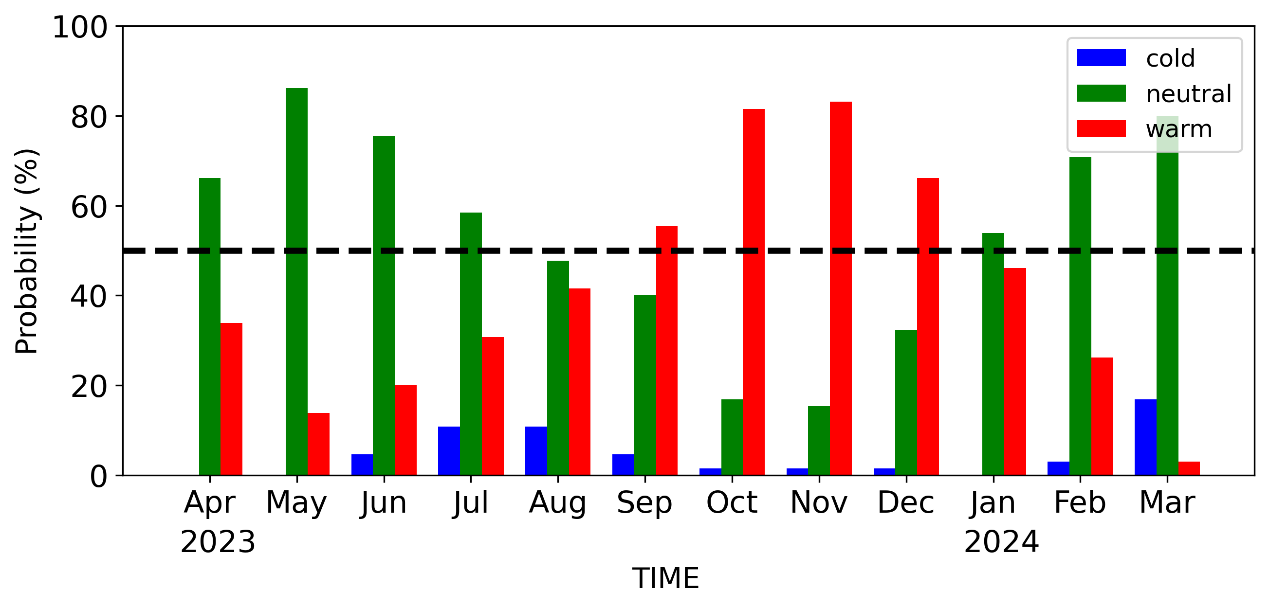 100
80
60
40
20
0
Probability (%)
cold
neutral
warm
Apr May Jun Jul Aug Sep Oct Nov Dec Jan Feb Mar
2023 2024
TIME